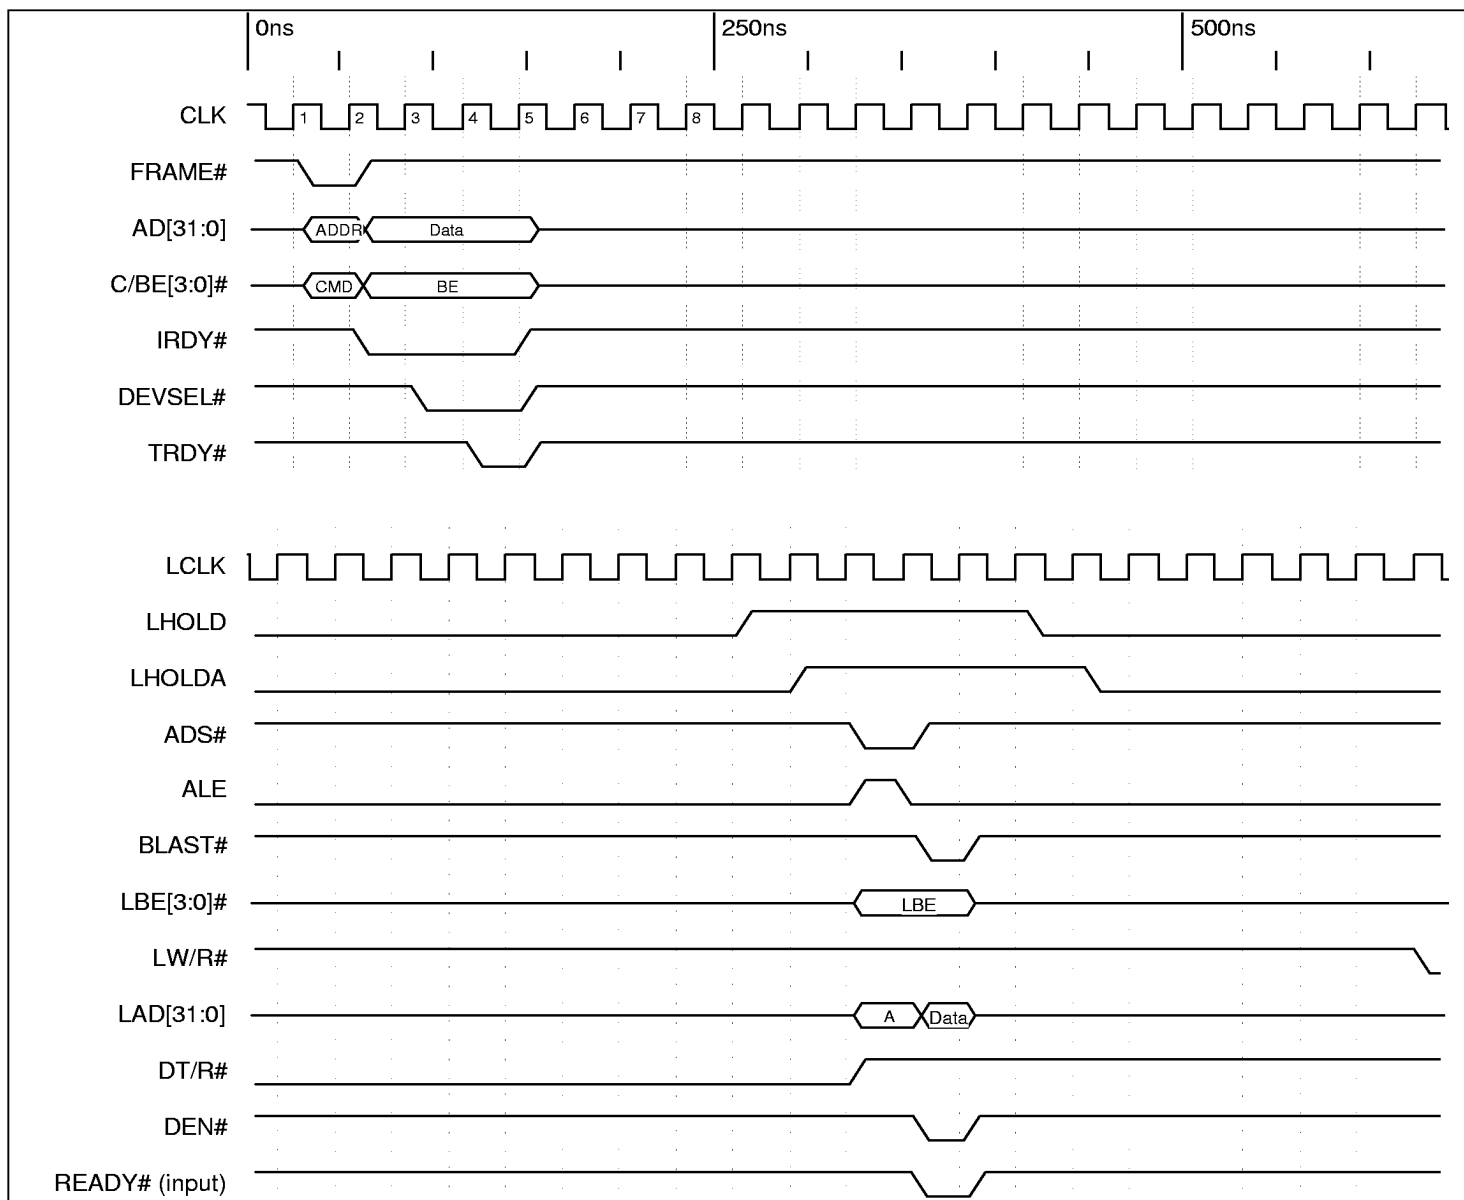 0ns 250ns 500ns
CLK 1 2 3 4 5 6 7 8
FRAME#
AD[31:0] ADDR Data
C/BE[3:0]# CMD BE
IRDY#
DEVSEL#
TRDY#
LCLK
LHOLD
LHOLDA
ADS#
ALE
BLAST#
LBE[3:0]# LBE
LW/R#
LAD[31:0] A Data
DT/R#
DEN#
READY# (input)